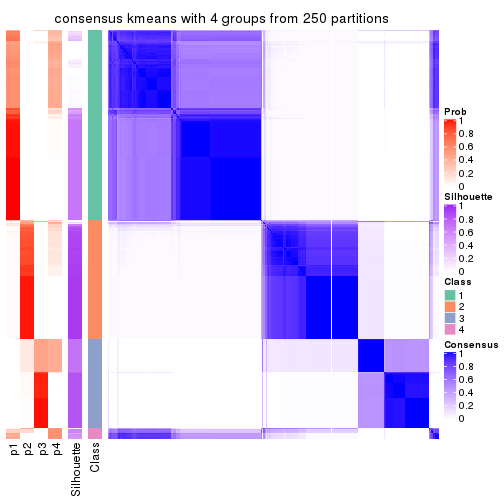 consensus kmeans with 4 groups from 250 partitions
Prob
1
0.8
0.6
0.4
0.2
0
Silhouette
1
0.8
0.6
0.4
0.2
0
Class
1
2
3
4
Consensus
1
0.8
0.6
0.4
0.2
0
p1
p2
p3
p4
Silhouette
Class